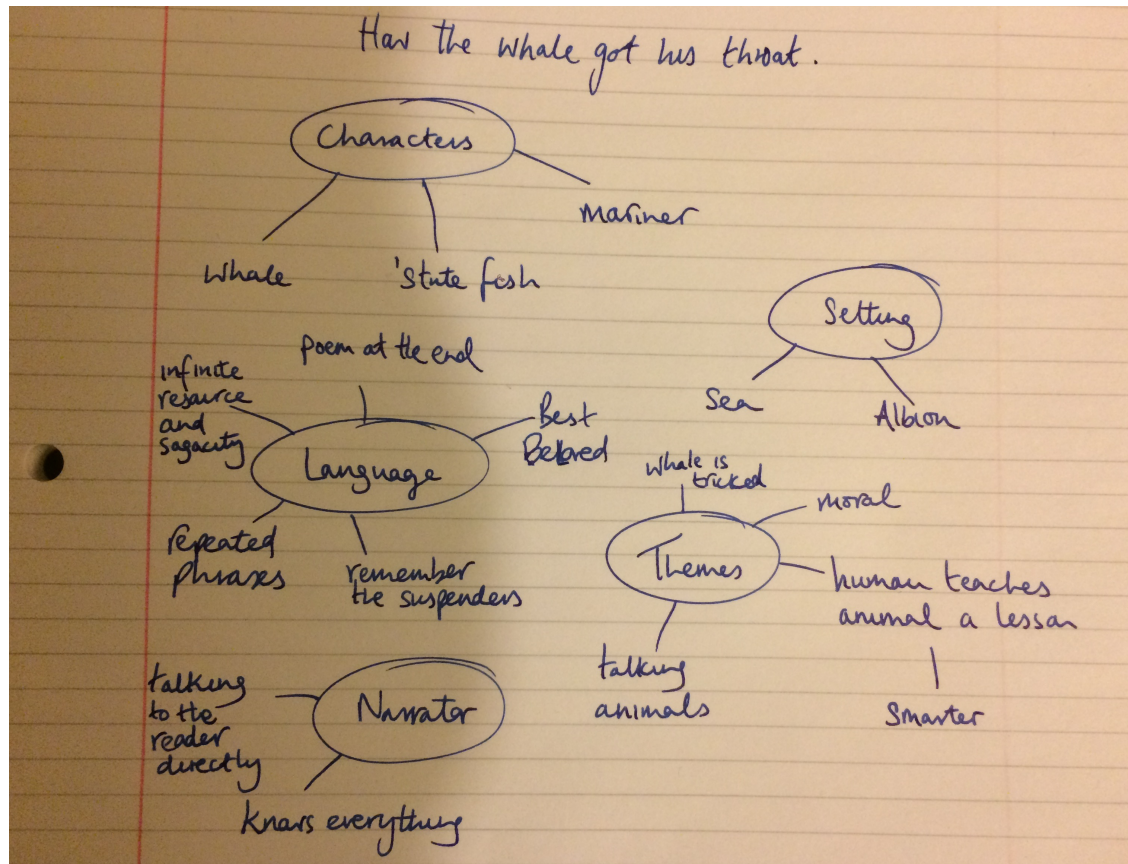 How the whale got his throat.
Characters
mariner
whale
'Stute fish
Setting
Sea
Albion
poem at the end
infinite
resource
and
sagacity
Best
Beloved
Language
repeated
phrases
remember
the suspenders
whale is
tricked
moral
Themes
human teaches
animal a lesson
Smarter
talking
animals
Narrator
talking
to the
reader
directly
knows everything